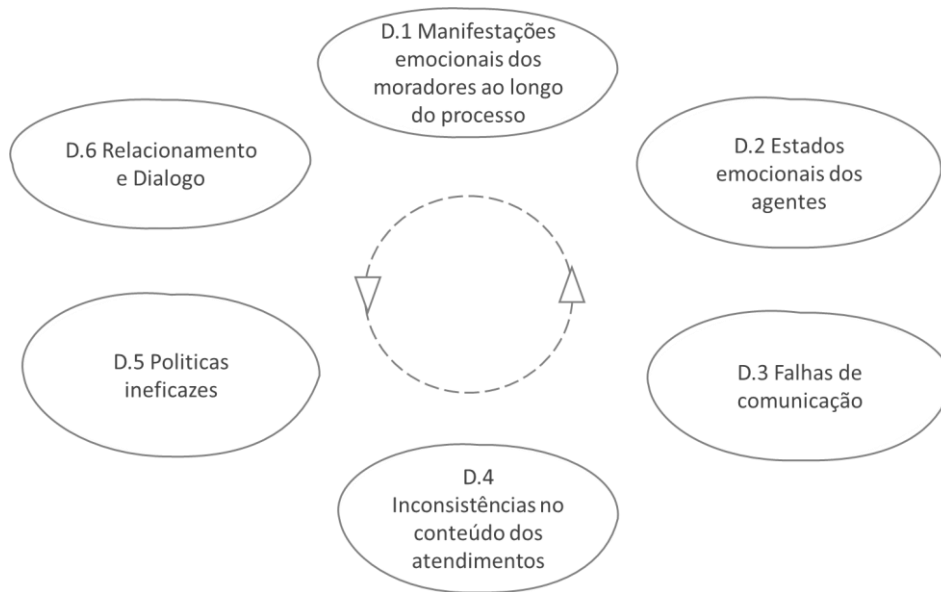 D.1 Manifestações
emocionais dos
moradores ao longo
do processo
D.2 Estados
emocionais dos
agentes
D.3 Falhas de
comunicação
D.4
Inconsistências no
conteúdo dos
atendimentos
D.5 Politicas
ineficazes
D.6 Relacionamento
e Dialogo